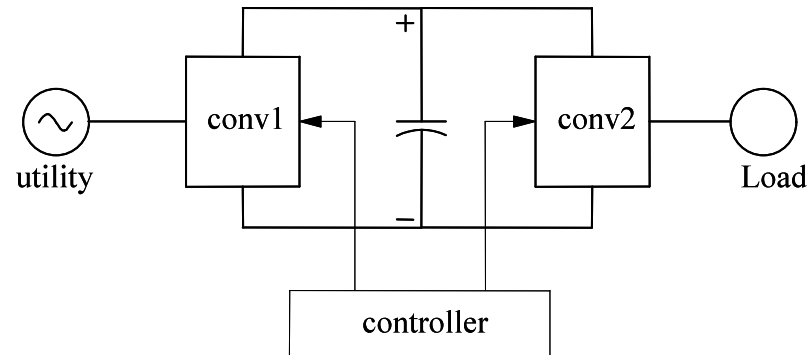 +
conv1
conv2
utility
Load
−
controller